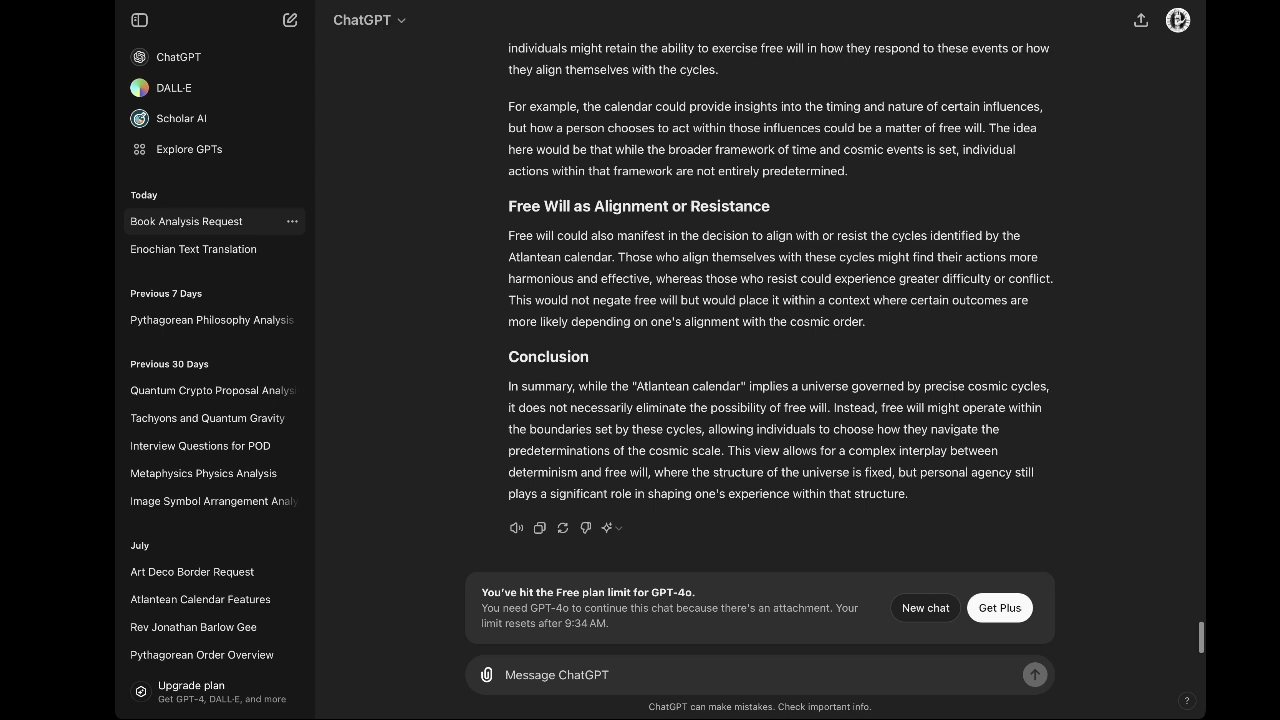 ChatGPT
DALL·E
Scholar AI
Explore GPTs
Today
Book Analysis Request
Enochian Text Translation
Previous 7 Days
Pythagorean Philosophy Analysis
Previous 30 Days
Quantum Crypto Proposal Analysi
Tachyons and Quantum Gravity
Interview Questions for POD
Metaphysics Physics Analysis
Image Symbol Arrangement Analy
July
Art Deco Border Request
Atlantean Calendar Features
Rev Jonathan Barlow Gee
Pythagorean Order Overview
Upgrade plan
Get GPT-4, DALL·E, and more
ChatGPT
individuals might retain the ability to exercise free will in how they respond to these events or how
they align themselves with the cycles.
For example, the calendar could provide insights into the timing and nature of certain influences,
but how a person chooses to act within those influences could be a matter of free will. The idea
here would be that while the broader framework of time and cosmic events is set, individual
actions within that framework are not entirely predetermined.
Free Will as Alignment or Resistance
Free will could also manifest in the decision to align with or resist the cycles identified by the
Atlantean calendar. Those who align themselves with these cycles might find their actions more
harmonious and effective, whereas those who resist could experience greater difficulty or conflict.
This would not negate free will but would place it within a context where certain outcomes are
more likely depending on one's alignment with the cosmic order.
Conclusion
In summary, while the "Atlantean calendar" implies a universe governed by precise cosmic cycles,
it does not necessarily eliminate the possibility of free will. Instead, free will might operate within
the boundaries set by these cycles, allowing individuals to choose how they navigate the
predeterminations of the cosmic scale. This view allows for a complex interplay between
determinism and free will, where the structure of the universe is fixed, but personal agency still
plays a significant role in shaping one's experience within that structure.
You've hit the Free plan limit for GPT-4o.
You need GPT-4o to continue this chat because there's an attachment. Your
limit resets after 9:34 AM.
New chat
Get Plus
Message ChatGPT
ChatGPT can make mistakes. Check important info.
?